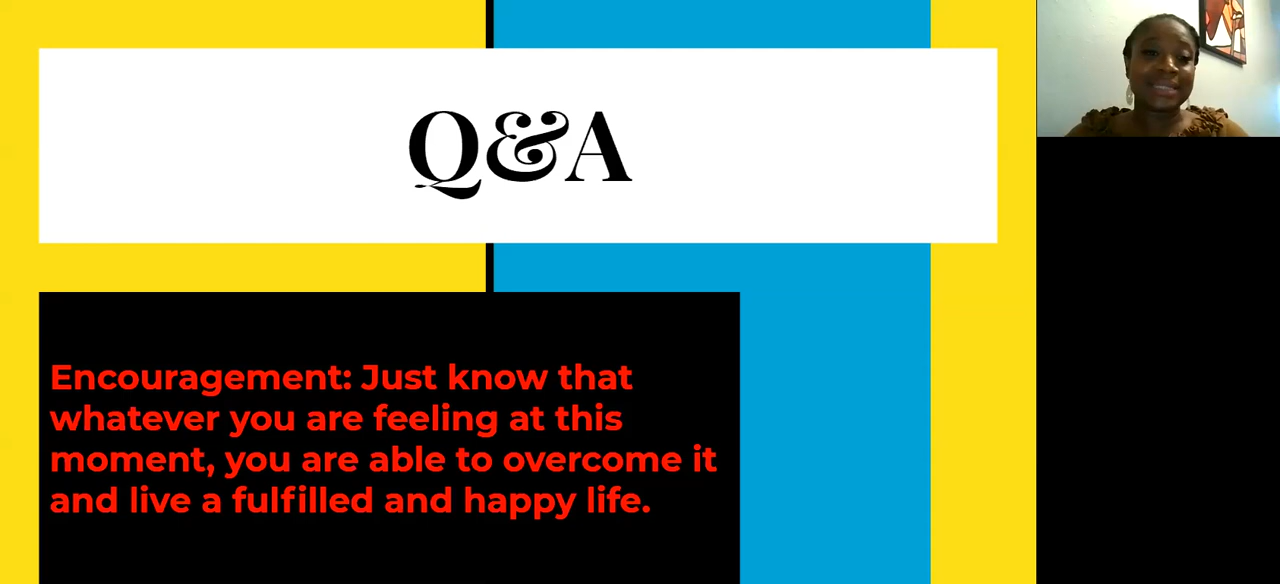 Q&A
Encouragement: Just know that
whatever you are feeling at this
moment, you are able to overcome it
and live a fulfilled and happy life.